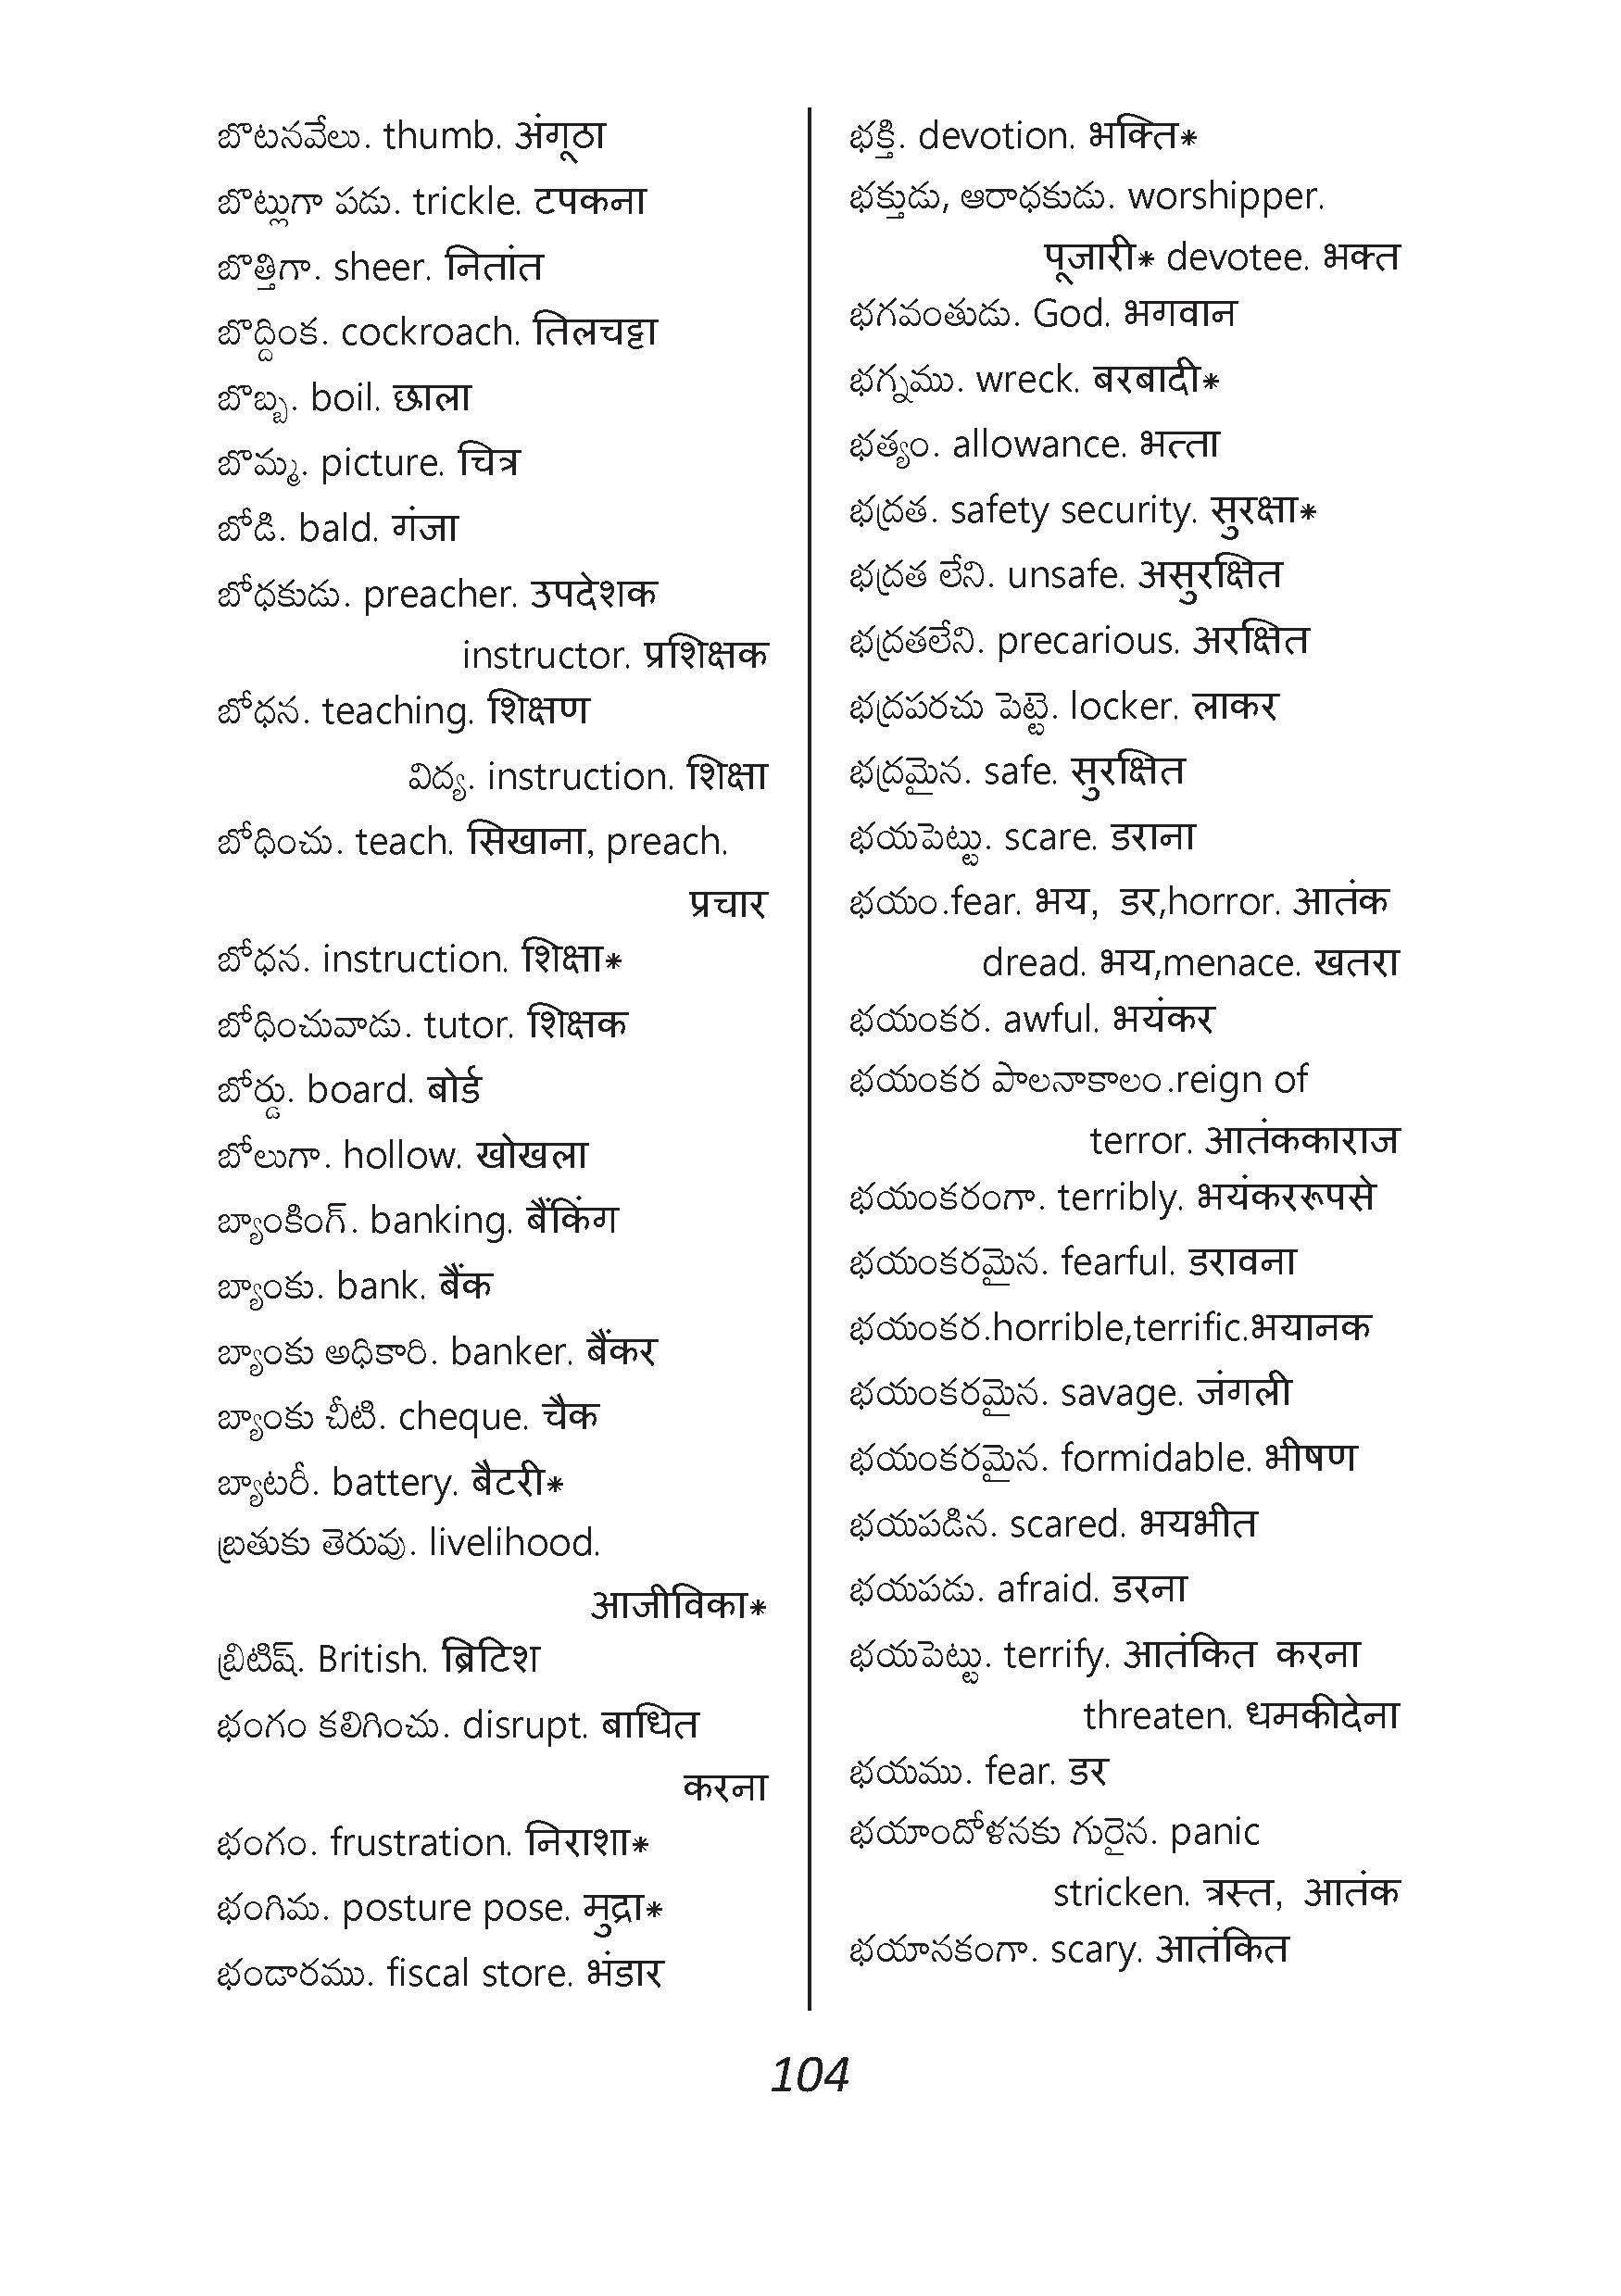 బొటనవేలు. thumb. अंगूठा
బొట్లుగా పడు. trickle. टपकना
బొత్తిగా. sheer. नितांत
బొద్దింక. cockroach. तिलचट्टा
బొబ్బ. boil. छाला
బొమ్మ. picture. चित्र
బోడి. bald. गंजा
బోధకుడు. preacher. उपदेशक
instructor. प्रशिक्षक
బోధన. teaching. शिक्षण
విద్య. instruction. शिक्षा
బోధించు. teach. सिखाना, preach.
प्रचार
బోధన. instruction. शिक्षा*
బోధించువాడు. tutor. शिक्षक
బోర్డు. board. बोर्ड
బోలుగా. hollow. खोखला
బ్యాంకింగ్. banking. बैंकिंग
బ్యాంకు. bank. बैंक
బ్యాంకు అధికారి. banker. बैंकर
బ్యాంకు చీటి. cheque. चैक
బ్యాటరీ. battery. बैटरी*
బ్రతుకు తెరువు. livelihood.
आजीविका*
బ్రిటిష్. British. ब्रिटिश
భంగం కలిగించు. disrupt. बाधित
करना
భంగం. frustration. निराशा*
భంగిమ. posture pose. मुद्रा*
భండారము. fiscal store. भंडार
భక్తి. devotion. भक्ति*
భక్తుడు, ఆరాధకుడు. worshipper.
पूजारी* devotee. भक्त
భగవంతుడు. God. भगवान
భగ్నము. wreck. बरबादी*
భత్యం. allowance. भत्ता
భద్రత. safety security. सुरक्षा*
భద్రత లేని. unsafe. असुरक्षित
భద్రతలేని. precarious. अरक्षित
భద్రపరచు పెట్టె. locker. लाकर
భద్రమైన. safe. सुरक्षित
భయపెట్టు. scare. डराना
భయం.fear. भय, डर,horror. आतंक
dread. भय,menace. खतरा
భయంకర. awful. भयंकर
భయంకర పాలనాకాలం.reign of
terror. आतंककाराज
భయంకరంగా. terribly. भयंकररूपसे
భయంకరమైన. fearful. डरावना
భయంకర.horrible,terrific.भयानक
భయంకరమైన. savage. जंगली
భయంకరమైన. formidable. भीषण
భయపడిన. scared. भयभीत
భయపడు. afraid. डरना
భయపెట్టు. terrify. आतंकित करना
threaten. धमकीदेना
భయము. fear. डर
భయాందోళనకు గురైన. panic
stricken. त्रस्त, आतंक
భయానకంగా. scary. आतंकित
104